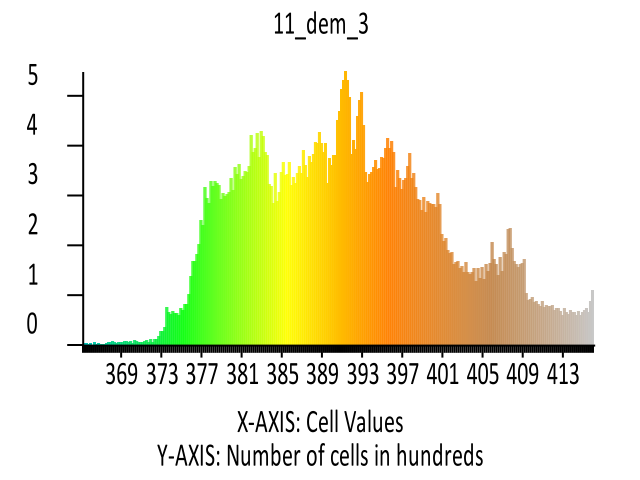 11_dem_3
5
4
3
2
1
0
369 373 377 381 385 389 393 397 401 405 409 413
X-AXIS: Cell Values
Y-AXIS: Number of cells in hundreds